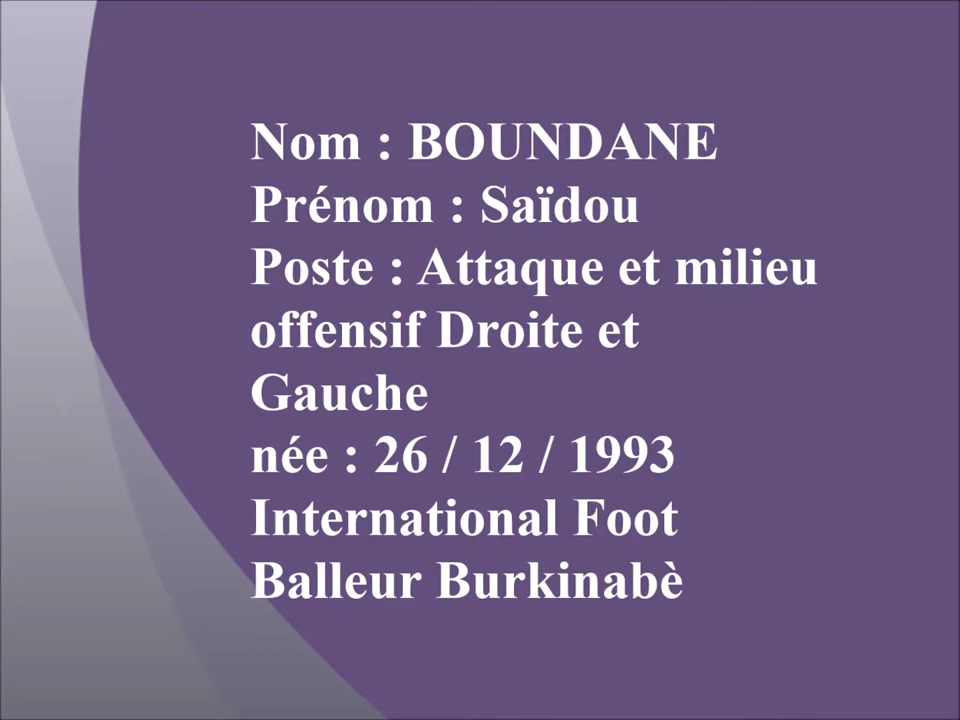 Nom : BOUNDANE
Prénom : Saïdou
Poste : Attaque et milieu
offensif Droite et
Gauche
née : 26 / 12 / 1993
International Foot
Balleur Burkinabè